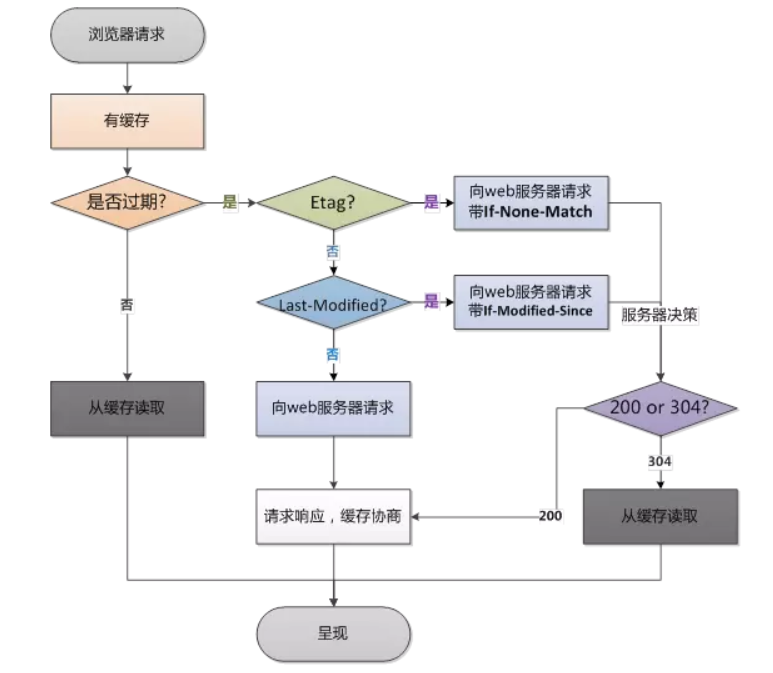 浏览器请求
有缓存
是否过期?
是
Etag?
是
向web服务器请求
带If-None-Match
否
否
Last-Modified?
是
向web服务器请求
带If-Modified-Since
服务器决策
否
从缓存读取
向web服务器请求
200 or 304?
304
请求响应，缓存协商
200
从缓存读取
呈现